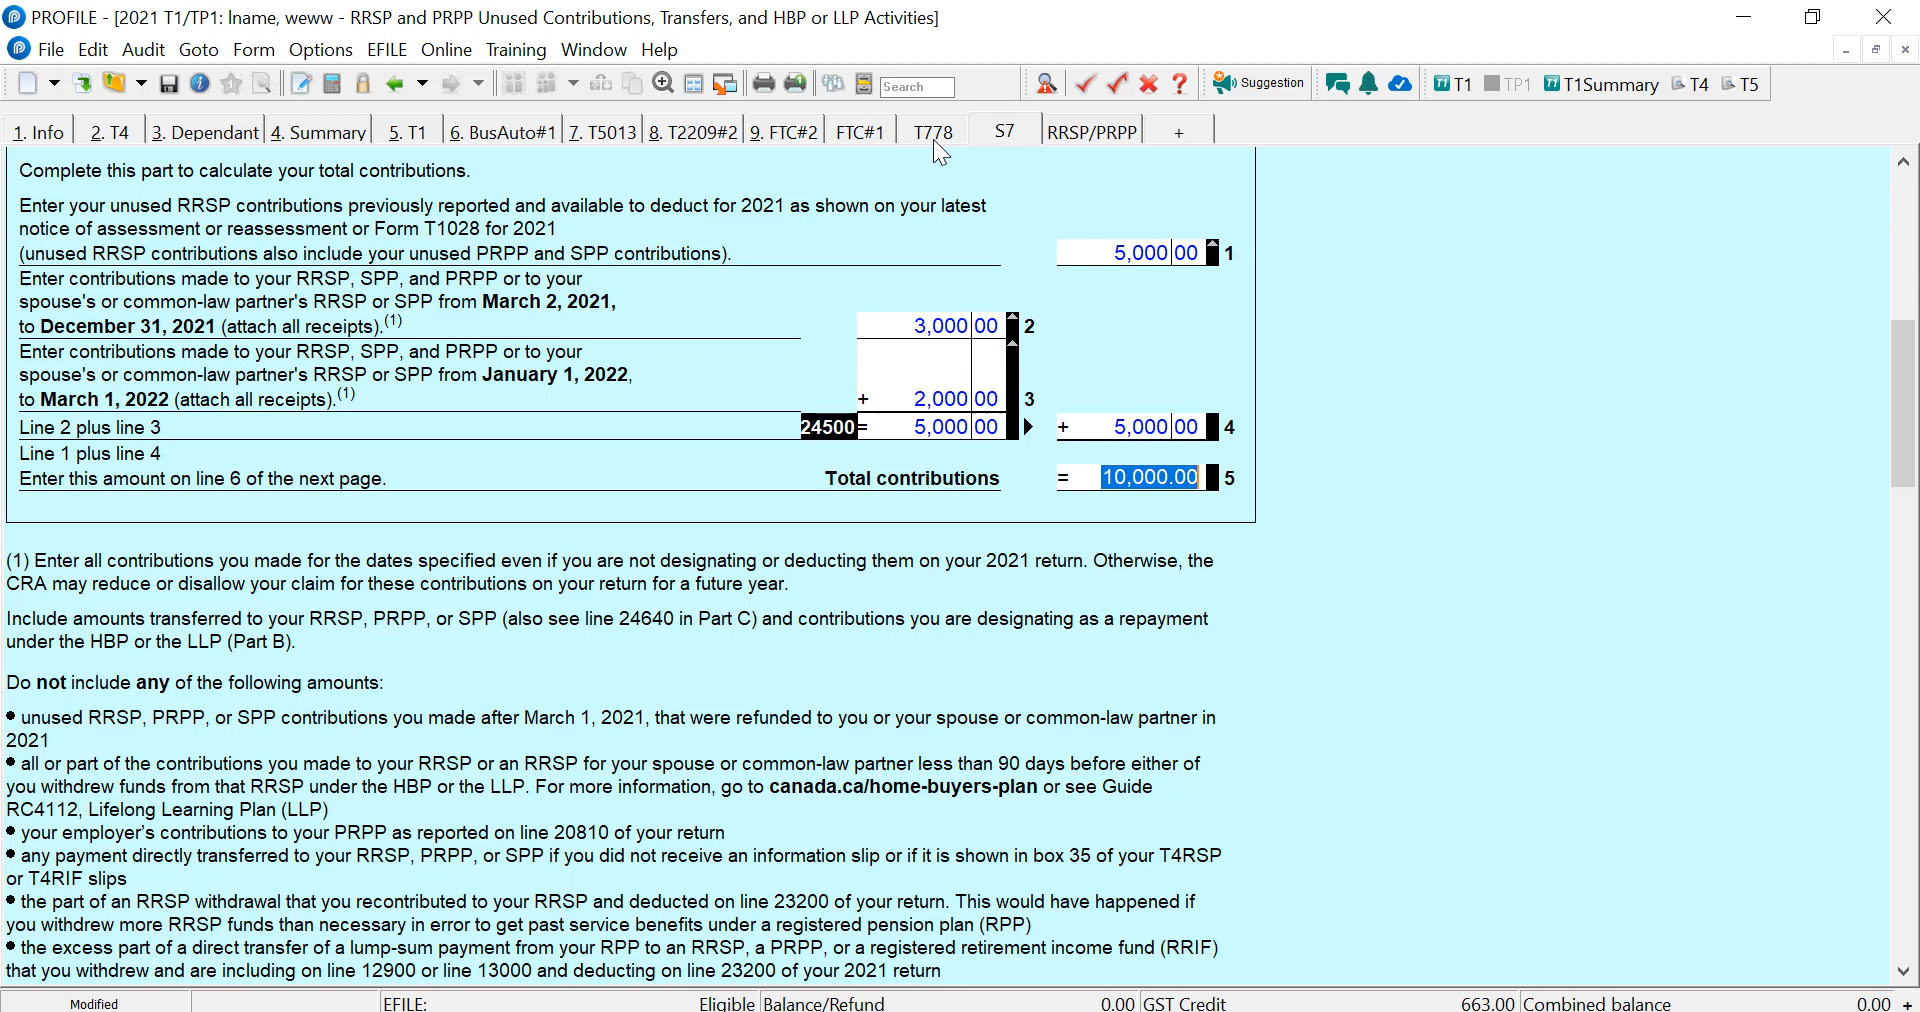 PROFILE - [2021 T1/TP1: lname, weww - RRSP and PRPP Unused Contributions, Transfers, and HBP or LLP Activities]
File Edit Audit Goto Form Options EFILE Online Training Window Help
Search Suggestion T1 TP1 T1Summary T4 T5
1. Info 2. T4 3. Dependant 4. Summary 5. T1 6. BusAuto#1 7. T5013 8. T2209#2 9. FTC#2 FTC#1 T778 S7 RRSP/PRPP +
Complete this part to calculate your total contributions.
Enter your unused RRSP contributions previously reported and available to deduct for 2021 as shown on your latest
notice of assessment or reassessment or Form T1028 for 2021
(unused RRSP contributions also include your unused PRPP and SPP contributions). 5,000 00 1
Enter contributions made to your RRSP, SPP, and PRPP or to your
spouse's or common-law partner's RRSP or SPP from March 2, 2021,
to December 31, 2021 (attach all receipts).(1) 3,000 00 2
Enter contributions made to your RRSP, SPP, and PRPP or to your
spouse's or common-law partner's RRSP or SPP from January 1, 2022,
to March 1, 2022 (attach all receipts).(1) + 2,000 00 3
Line 2 plus line 3 24500 = 5,000 00 + 5,000 00 4
Line 1 plus line 4
Enter this amount on line 6 of the next page. Total contributions = 10,000.00 5
(1) Enter all contributions you made for the dates specified even if you are not designating or deducting them on your 2021 return. Otherwise, the
CRA may reduce or disallow your claim for these contributions on your return for a future year.
Include amounts transferred to your RRSP, PRPP, or SPP (also see line 24640 in Part C) and contributions you are designating as a repayment
under the HBP or the LLP (Part B).
Do not include any of the following amounts:
• unused RRSP, PRPP, or SPP contributions you made after March 1, 2021, that were refunded to you or your spouse or common-law partner in
2021
• all or part of the contributions you made to your RRSP or an RRSP for your spouse or common-law partner less than 90 days before either of
you withdrew funds from that RRSP under the HBP or the LLP. For more information, go to canada.ca/home-buyers-plan or see Guide
RC4112, Lifelong Learning Plan (LLP)
• your employer's contributions to your PRPP as reported on line 20810 of your return
• any payment directly transferred to your RRSP, PRPP, or SPP if you did not receive an information slip or if it is shown in box 35 of your T4RSP
or T4RIF slips
• the part of an RRSP withdrawal that you recontributed to your RRSP and deducted on line 23200 of your return. This would have happened if
you withdrew more RRSP funds than necessary in error to get past service benefits under a registered pension plan (RPP)
• the excess part of a direct transfer of a lump-sum payment from your RPP to an RRSP, a PRPP, or a registered retirement income fund (RRIF)
that you withdrew and are including on line 12900 or line 13000 and deducting on line 23200 of your 2021 return
Modified EFILE: Eligible Balance/Refund 0.00 GST Credit 663.00 Combined balance 0.00 +